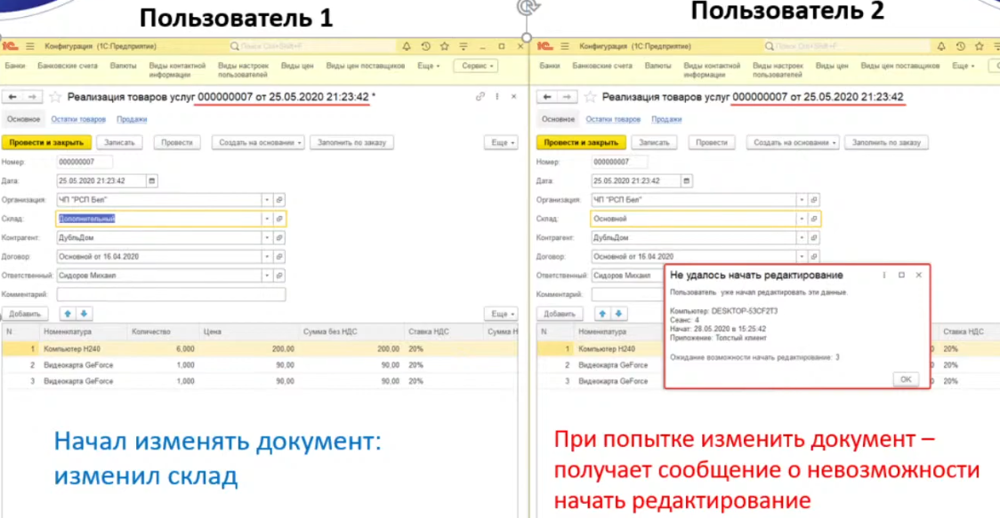 Пользователь 1
Пользователь 2
1С Конфигурация (1С:Предприятие)
Поиск Ctrl+Shift+F
Банки Банковские счета Валюты Виды контактной информации Виды настроек пользователей Виды цен Виды цен поставщиков Еще Сервис
Реализация товаров услуг 000000007 от 25.05.2020 21:23:42 *
Основное Остатки товаров Продажи
Провести и закрыть Записать Провести Создать на основании Заполнить по заказу Еще
Номер: 000000007
Дата: 25.05.2020 21:23:42
Организация: ЧП "РСП Бел"
Склад: Дополнительный
Контрагент: ДубльДом
Договор: Основной от 16.04.2020
Ответственный: Сидоров Михаил
Комментарий:
Добавить Еще
N Номенклатура Количество Цена Сумма без НДС Ставка НДС Сумма Н
1 Компьютер H240 6,000 200,00 200,00 20%
2 Видеокарта GeForce 1,000 90,00 90,00 20%
3 Видеокарта GeForce 1,000 90,00 90,00 20%
Начал изменять документ:
изменил склад
1С Конфигурация (1С:Предприятие)
Поиск Ctrl+Shift+F
Банки Банковские счета Валюты Виды контактной информации Виды настроек пользователей Виды цен Виды цен поставщиков Еще
Реализация товаров услуг 000000007 от 25.05.2020 21:23:42
Основное Остатки товаров Продажи
Провести и закрыть Записать Провести Создать на основании Заполнить по заказу
Номер: 000000007
Дата: 25.05.2020 21:23:42
Организация: ЧП "РСП Бел"
Склад: Основной
Контрагент: ДубльДом
Договор: Основной от 16.04.2020
Ответственный: Сидоров Михаил
Комментарий:
Добавить
N Номенклатура Ставка НДС
1 Компьютер H240 0 20%
2 Видеокарта GeForce 0 20%
3 Видеокарта GeForce 0 20%
Не удалось начать редактирование
Пользователь уже начал редактировать эти данные.
Компьютер: DESKTOP-53CF2T3
Сеанс: 4
Начат: 28.05.2020 в 15:25:42
Приложение: Толстый клиент
Ожидание возможности начать редактирование: 3
OK
При попытке изменить документ –
получает сообщение о невозможности
начать редактирование